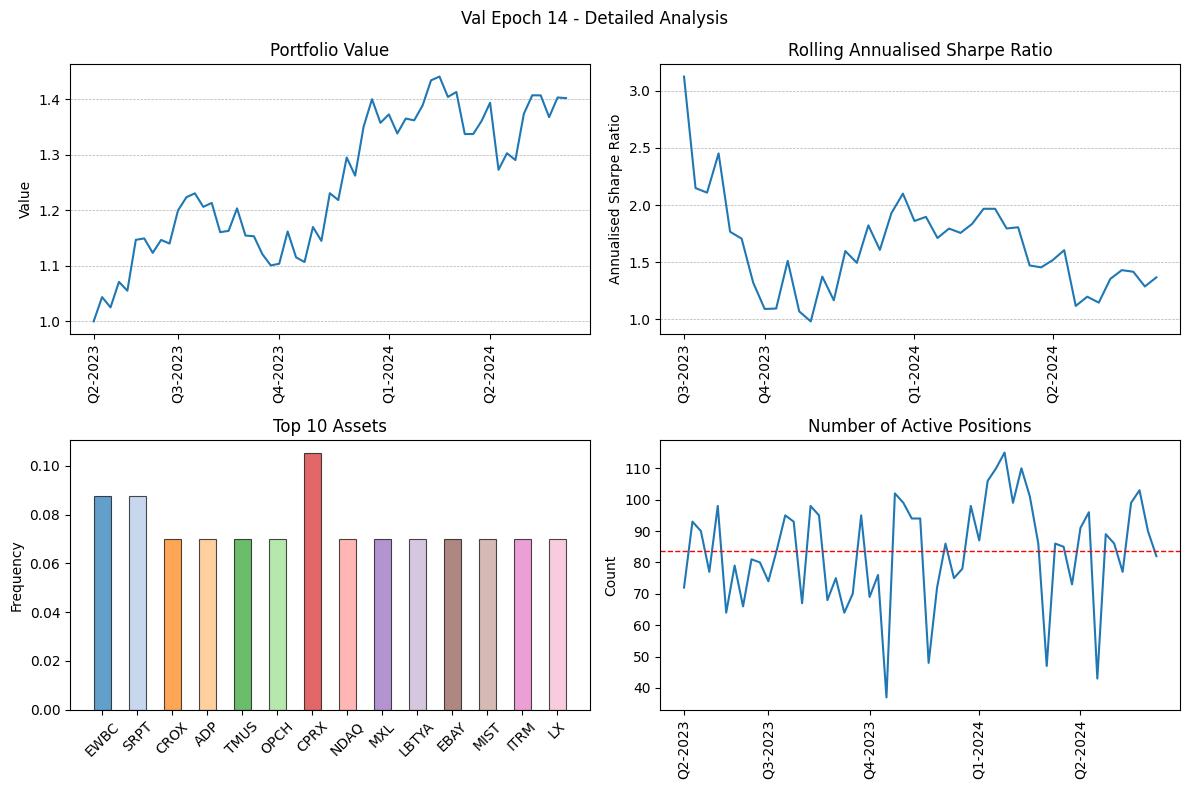 Val Epoch 14 - Detailed Analysis
Portfolio Value
Value
1.4
1.3
1.2
1.1
1.0
Q2-2023
Q3-2023
Q4-2023
Q1-2024
Q2-2024
Rolling Annualised Sharpe Ratio
Annualised Sharpe Ratio
3.0
2.5
2.0
1.5
1.0
Q3-2023
Q4-2023
Q1-2024
Q2-2024
Top 10 Assets
Frequency
0.10
0.08
0.06
0.04
0.02
0.00
EWBC
SRPT
CROX
ADP
TMUS
OPCH
CPRX
NDAQ
MXL
LBTYA
EBAY
MIST
ITRM
LX
Number of Active Positions
Count
110
100
90
80
70
60
50
40
Q2-2023
Q3-2023
Q4-2023
Q1-2024
Q2-2024